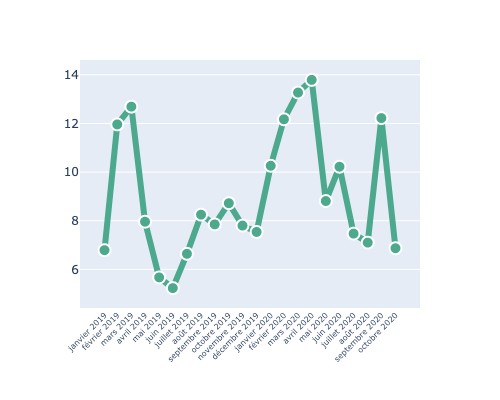 14
12
10
8
6
janvier 2019
février 2019
mars 2019
avril 2019
mai 2019
juin 2019
juillet 2019
août 2019
septembre 2019
octobre 2019
novembre 2019
décembre 2019
janvier 2020
février 2020
mars 2020
avril 2020
mai 2020
juin 2020
juillet 2020
août 2020
septembre 2020
octobre 2020